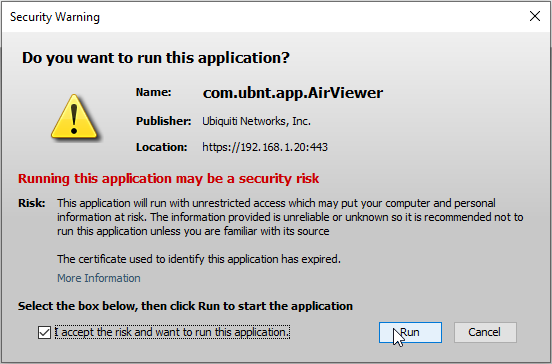 Security Warning
Do you want to run this application?
Name: com.ubnt.app.AirViewer
Publisher: Ubiquiti Networks, Inc.
Location: https://192.168.1.20:443
Running this application may be a security risk
Risk: This application will run with unrestricted access which may put your computer and personal
information at risk. The information provided is unreliable or unknown so it is recommended not to
run this application unless you are familiar with its source
The certificate used to identify this application has expired.
More Information
Select the box below, then click Run to start the application
I accept the risk and want to run this application.
Run Cancel